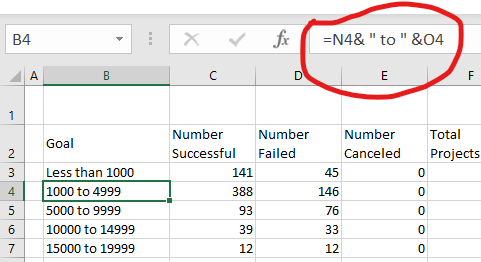 B4 fx =N4& " to " &O4
A B C D E F
1
2 Goal Number Successful Number Failed Number Canceled Total Projects
3 Less than 1000 141 45 0
4 1000 to 4999 388 146 0
5 5000 to 9999 93 76 0
6 10000 to 14999 39 33 0
7 15000 to 19999 12 12 0